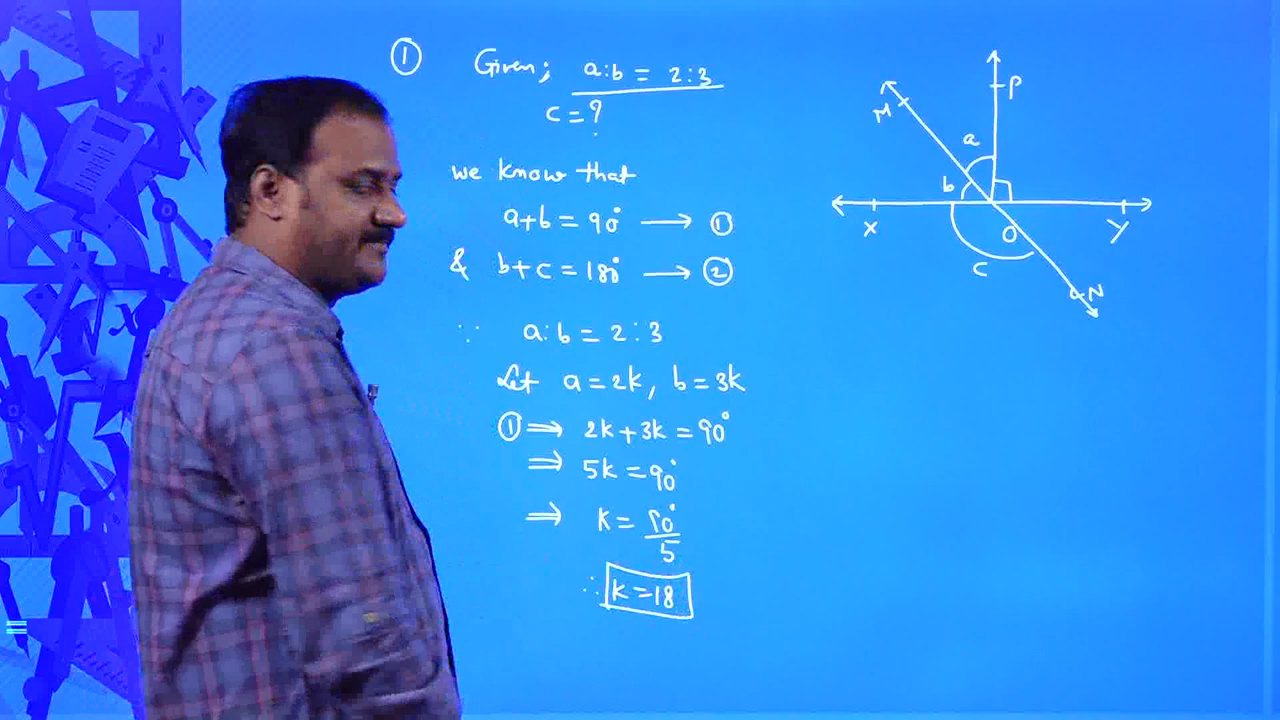 ① Given; a:b = 2:3
c = ?
we know that
a+b = 90° → ①
& b+c = 180° → ②
∵ a:b = 2:3
Let a = 2k, b = 3k
① ⇒ 2k+3k = 90°
⇒ 5k = 90°
⇒ k = 90°
5
∴ k = 18
P
M
a
b
X
O
Y
C
N